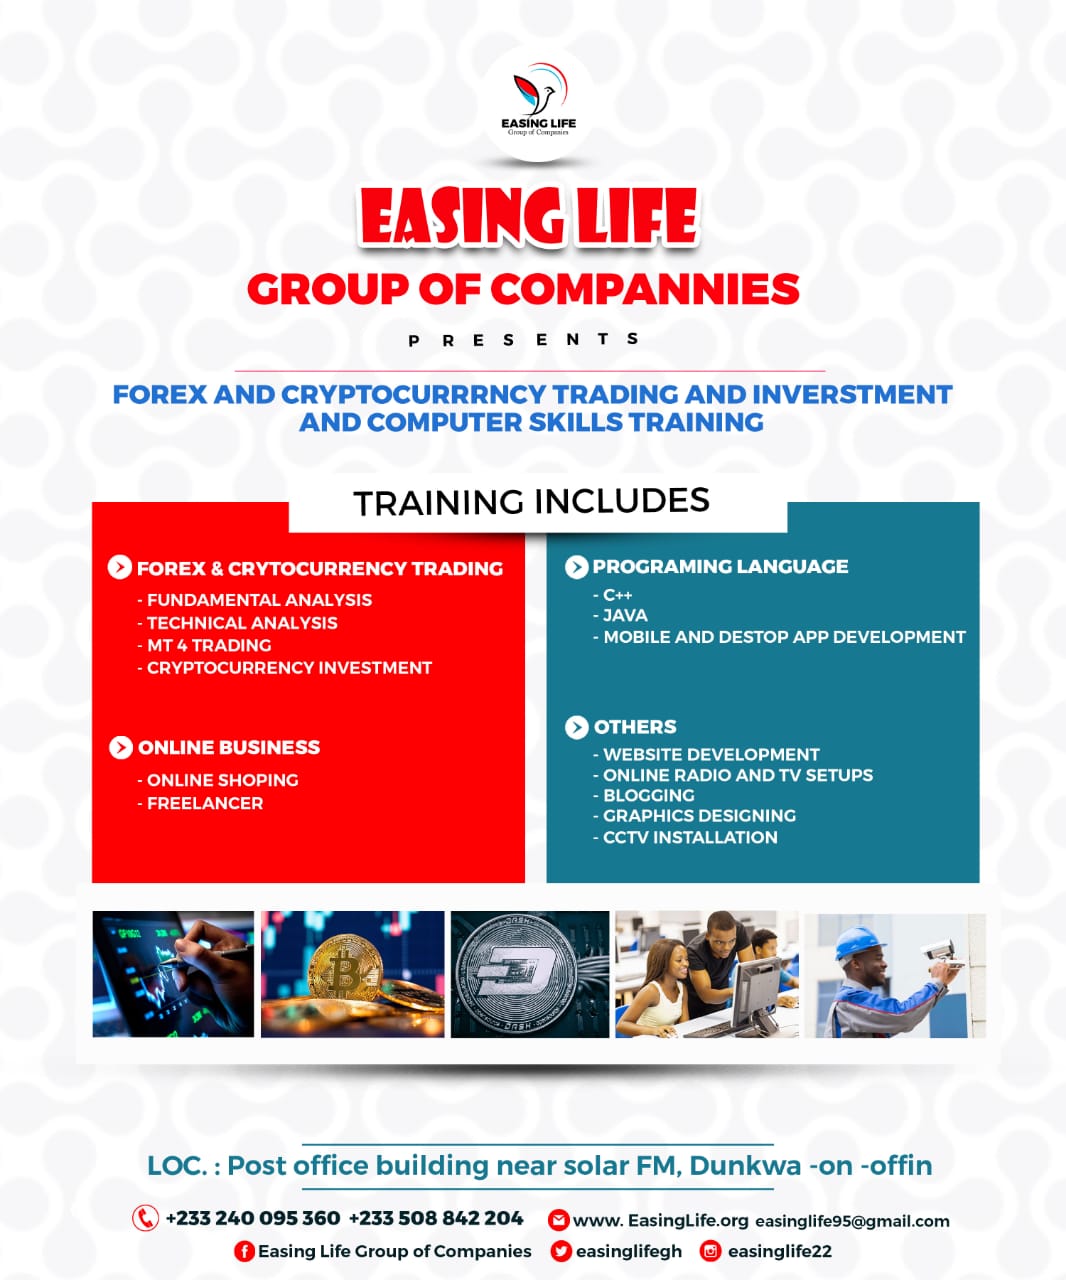 EASING LIFE
Group of Companies
EASING LIFE
GROUP OF COMPANNIES
PRESENTS
FOREX AND CRYPTOCURRRNCY TRADING AND INVERSTMENT
AND COMPUTER SKILLS TRAINING
TRAINING INCLUDES
FOREX & CRYTOCURRENCY TRADING
- FUNDAMENTAL ANALYSIS
- TECHNICAL ANALYSIS
- MT 4 TRADING
- CRYPTOCURRENCY INVESTMENT
ONLINE BUSINESS
- ONLINE SHOPING
- FREELANCER
PROGRAMING LANGUAGE
- C++
- JAVA
- MOBILE AND DESTOP APP DEVELOPMENT
OTHERS
- WEBSITE DEVELOPMENT
- ONLINE RADIO AND TV SETUPS
- BLOGGING
- GRAPHICS DESIGNING
- CCTV INSTALLATION
DASH
DASH
LOC. : Post office building near solar FM, Dunkwa -on -offin
+233 240 095 360 +233 508 842 204 www. EasingLife.org easinglife95@gmail.com
Easing Life Group of Companies easinglifegh easinglife22